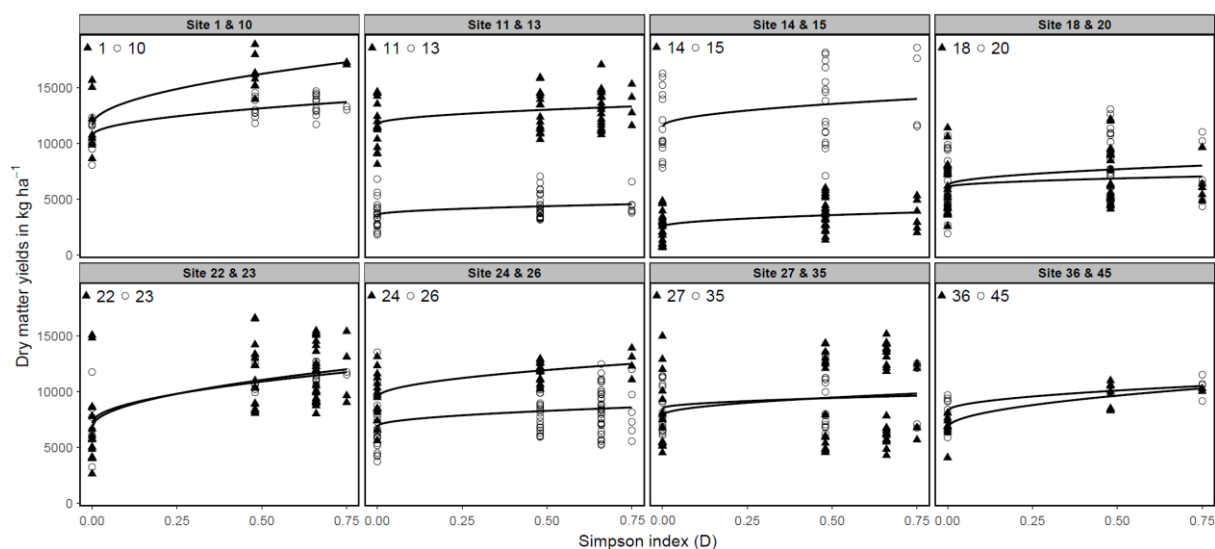 Site 1 & 10
Site 11 & 13
Site 14 & 15
Site 18 & 20
1 10
11 13
14 15
18 20
15000
10000
5000
0
Site 22 & 23
Site 24 & 26
Site 27 & 35
Site 36 & 45
22 23
24 26
27 35
36 45
15000
10000
5000
0
0.00 0.25 0.50 0.75
0.00 0.25 0.50 0.75
0.00 0.25 0.50 0.75
0.00 0.25 0.50 0.75
Dry matter yields in kg ha⁻¹
Simpson index (D)